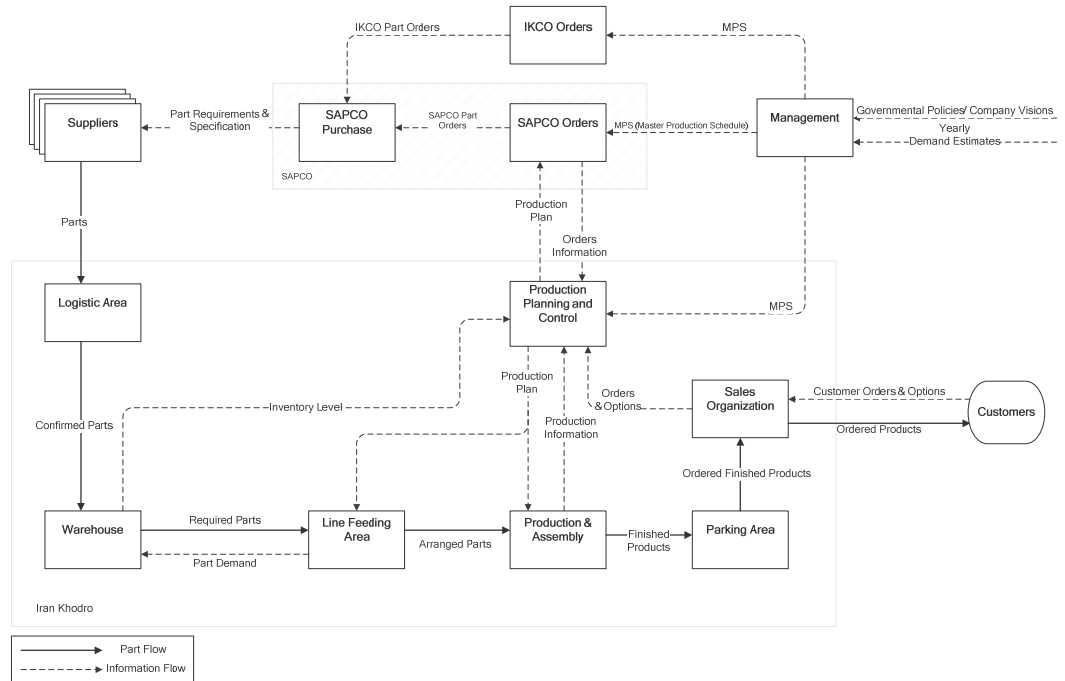 IKCO Part Orders
IKCO Orders
MPS
Suppliers
Part Requirements &
Specification
SAPCO
Purchase
SAPCO Part
Orders
SAPCO Orders
MPS (Master Production Schedule)
Management
Governmental Policies/ Company Visions
Yearly
Demand Estimates
SAPCO
Parts
Production
Plan
Orders
Information
Logistic Area
Production
Planning and
Control
MPS
Production
Plan
Inventory Level
Orders
& Options
Sales
Organization
Customer Orders & Options
Customers
Confirmed Parts
Production
Information
Ordered Products
Ordered Finished Products
Warehouse
Required Parts
Line Feeding
Area
Arranged Parts
Production &
Assembly
Finished
Products
Parking Area
Part Demand
Iran Khodro
Part Flow
Information Flow